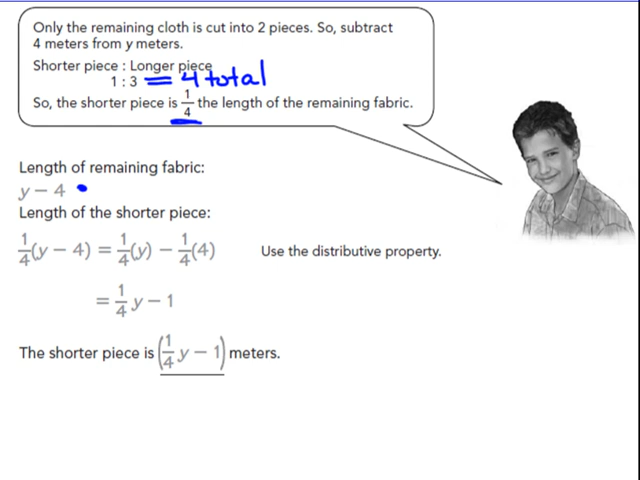 Only the remaining cloth is cut into 2 pieces. So, subtract
4 meters from y meters.
Shorter piece : Longer piece
1 : 3 = 4 total
So, the shorter piece is 1/4 the length of the remaining fabric.
Length of remaining fabric:
y − 4
Length of the shorter piece:
1/4(y − 4) = 1/4(y) − 1/4(4) Use the distributive property.
= 1/4 y − 1
The shorter piece is (1/4 y − 1) meters.